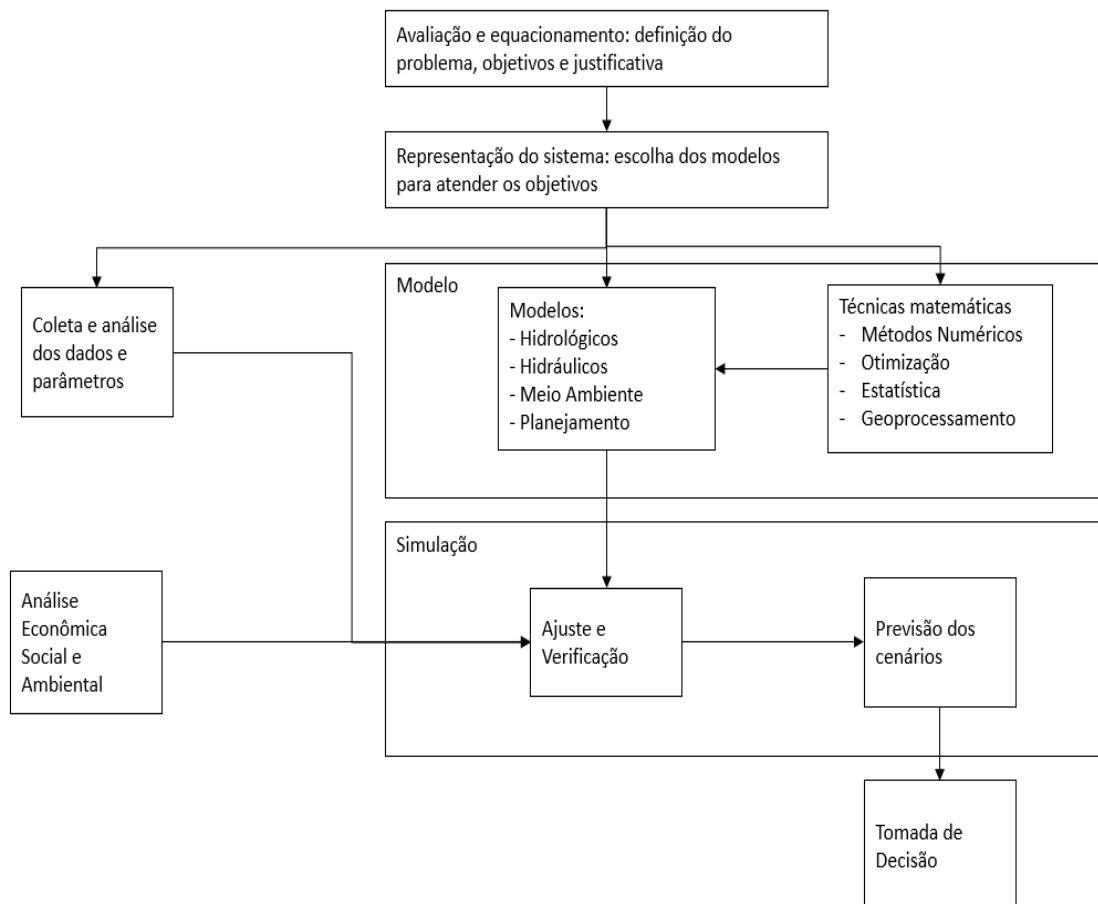 Avaliação e equacionamento: definição do
problema, objetivos e justificativa
Representação do sistema: escolha dos modelos
para atender os objetivos
Coleta e análise
dos dados e
parâmetros
Modelo
Modelos:
- Hidrológicos
- Hidráulicos
- Meio Ambiente
- Planejamento
Técnicas matemáticas
- Métodos Numéricos
- Otimização
- Estatística
- Geoprocessamento
Simulação
Análise
Econômica
Social e
Ambiental
Ajuste e
Verificação
Previsão dos
cenários
Tomada de
Decisão